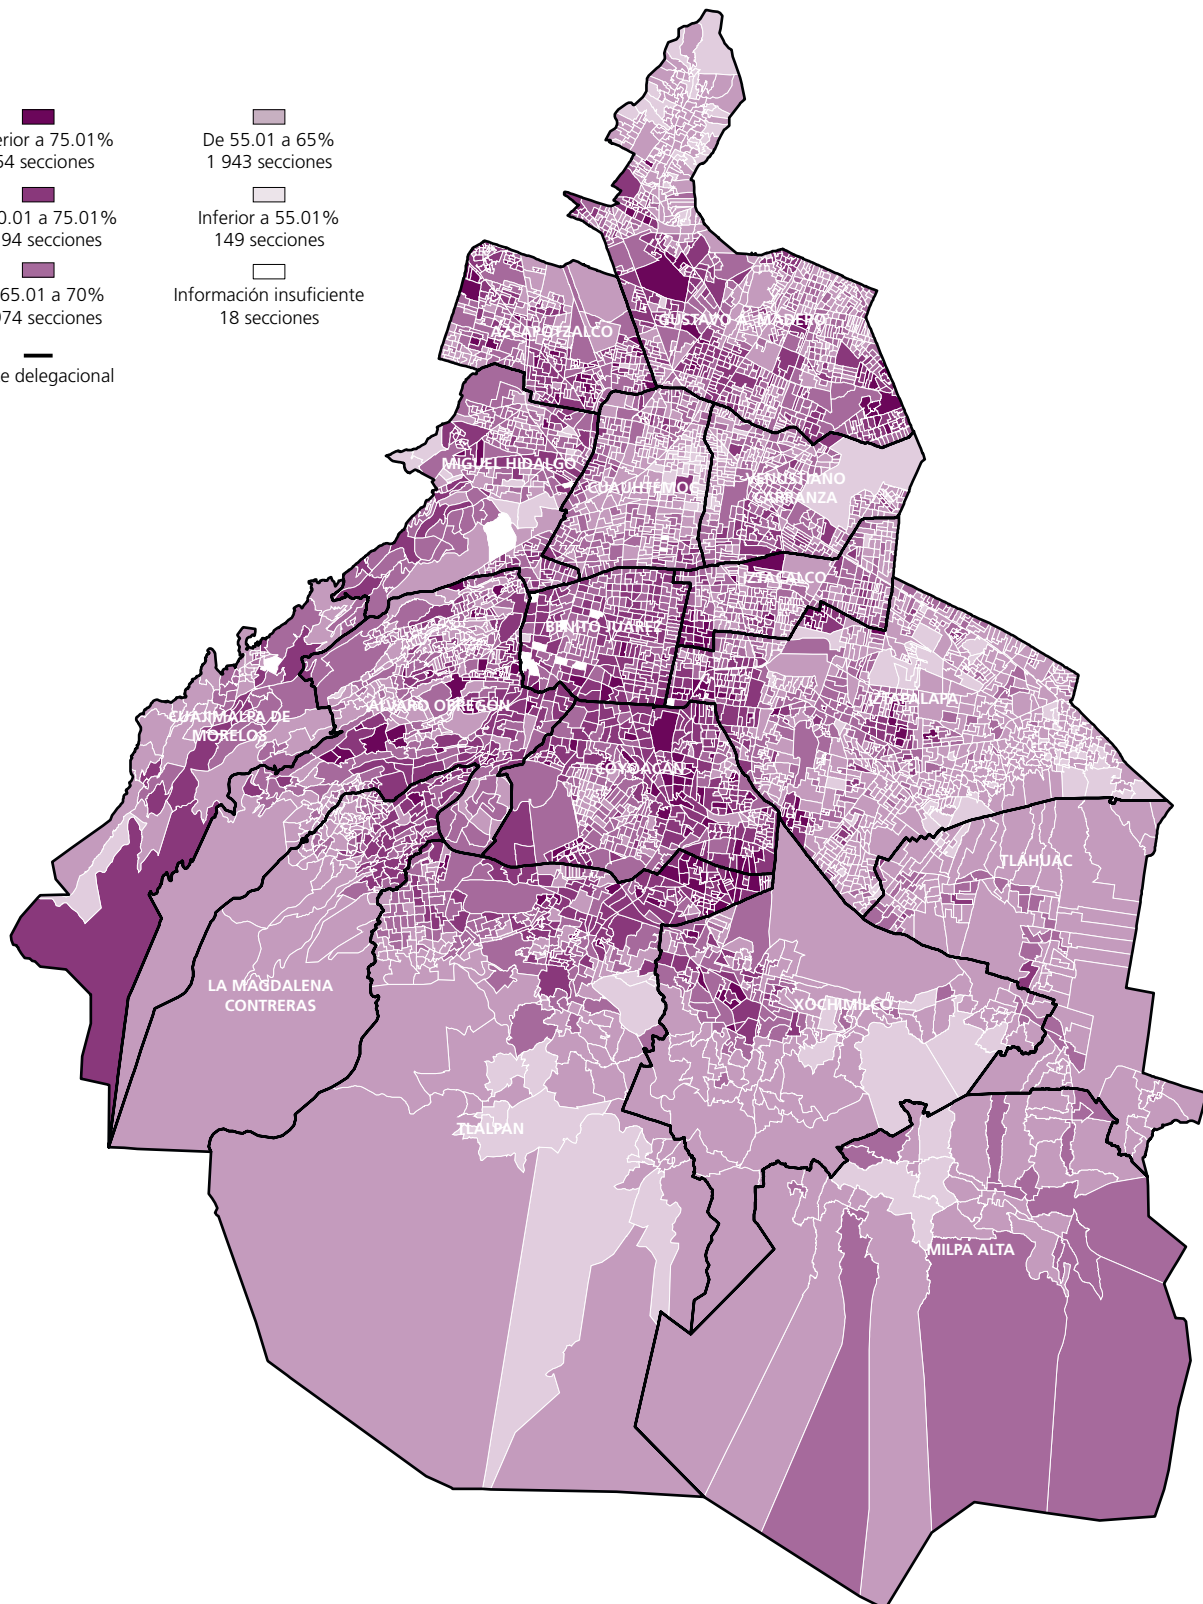 erior a 75.01%
54 secciones
0.01 a 75.01%
94 secciones
65.01 a 70%
974 secciones
e delegacional
De 55.01 a 65%
1 943 secciones
Inferior a 55.01%
149 secciones
Información insuficiente
18 secciones
GUSTAVO A. MADERO
AZCAPOTZALCO
MIGUEL HIDALGO
CUAUHTÉMOC
VENUSTIANO
CARRANZA
IZTACALCO
BENITO JUÁREZ
IZTAPALAPA
ÁLVARO OBREGÓN
CUAJIMALPA DE
MORELOS
COYOACÁN
TLÁHUAC
LA MAGDALENA
CONTRERAS
XOCHIMILCO
TLALPAN
MILPA ALTA